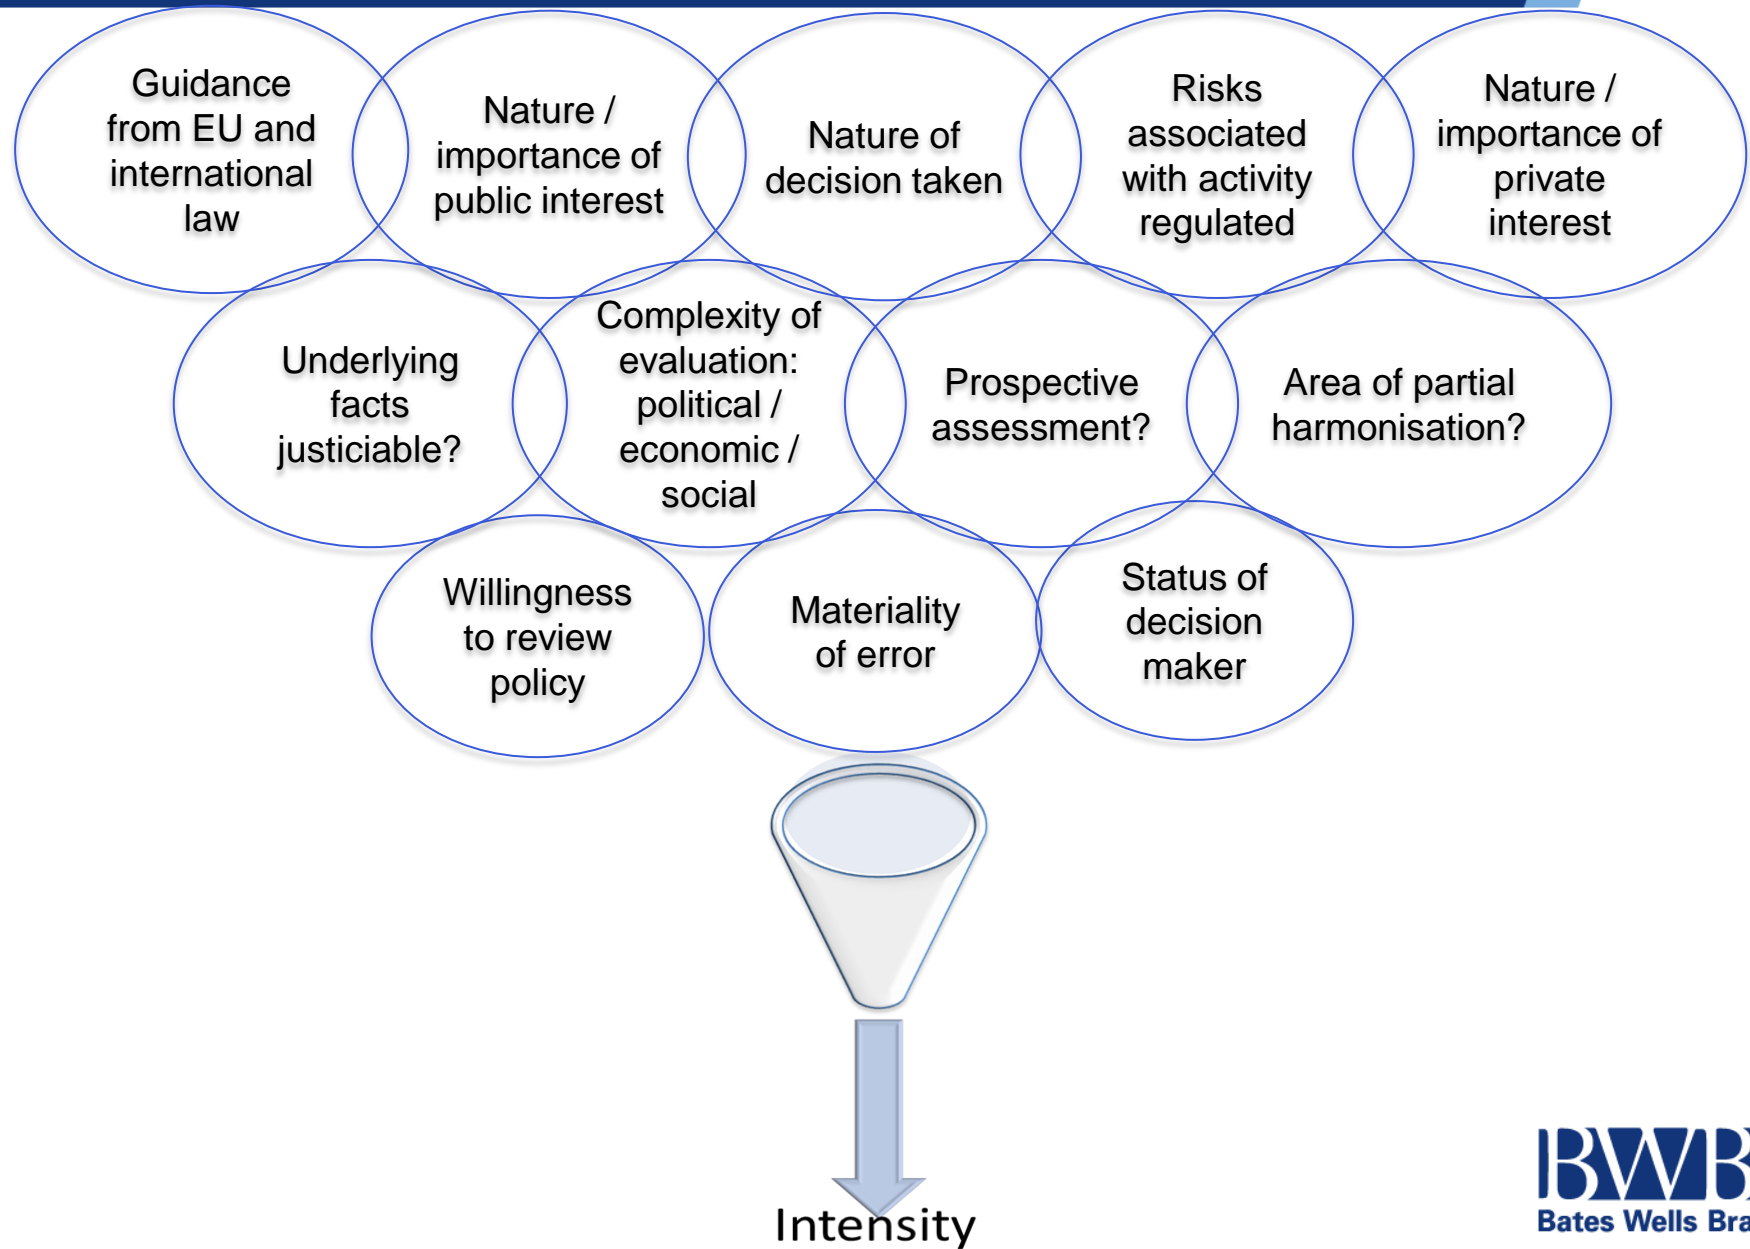 Guidance
from EU and
international
law
Nature /
importance of
public interest
Nature of
decision taken
Risks
associated
with activity
regulated
Nature /
importance of
private
interest
Underlying
facts
justiciable?
Complexity of
evaluation:
political /
economic /
social
Prospective
assessment?
Area of partial
harmonisation?
Willingness
to review
policy
Materiality
of error
Status of
decision
maker
Intensity
BWB
Bates Wells Bra